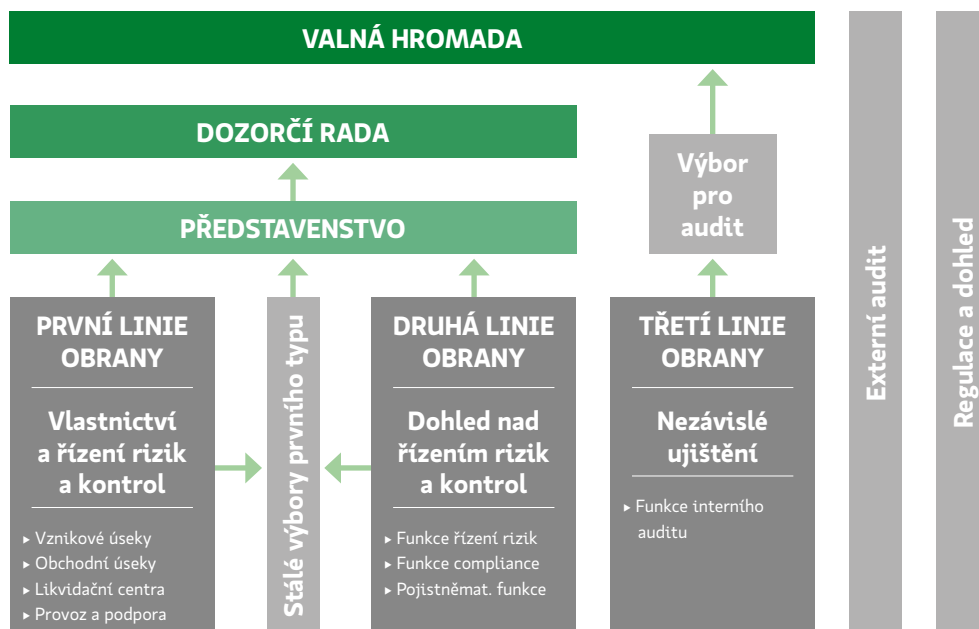 VALNÁ HROMADA
DOZORČÍ RADA
PŘEDSTAVENSTVO
Výbor
pro
audit
PRVNÍ LINIE
OBRANY
Vlastnictví
a řízení rizik
a kontrol
▸ Vznikové úseky
▸ Obchodní úseky
▸ Likvidační centra
▸ Provoz a podpora
Stálé výbory prvního typu
DRUHÁ LINIE
OBRANY
Dohled nad
řízením rizik
a kontrol
▸ Funkce řízení rizik
▸ Funkce compliance
▸ Pojistněmat. funkce
TŘETÍ LINIE
OBRANY
Nezávislé
ujištění
▸ Funkce interního
auditu
Externí audit
Regulace a dohled